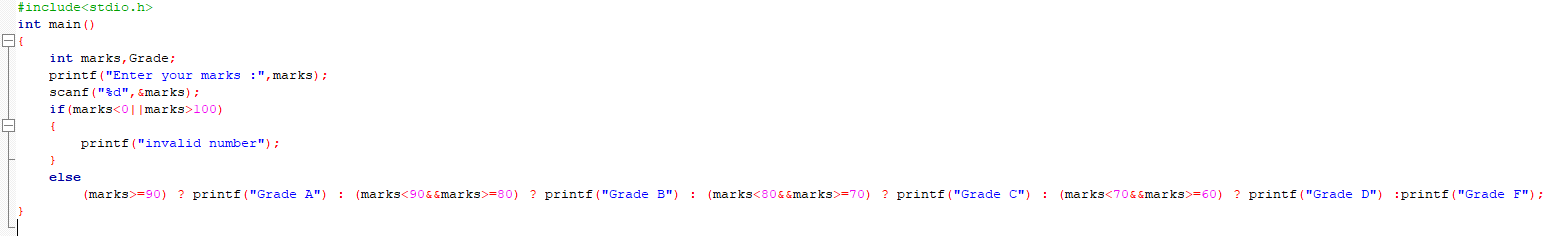 #include<stdio.h>
int main()
{
int marks,Grade;
printf("Enter your marks :",marks);
scanf("%d",&marks);
if(marks<0||marks>100)
{
printf("invalid number");
}
else
(marks>=90) ? printf("Grade A") : (marks<90&&marks>=80) ? printf("Grade B") : (marks<80&&marks>=70) ? printf("Grade C") : (marks<70&&marks>=60) ? printf("Grade D") :printf("Grade F");
}